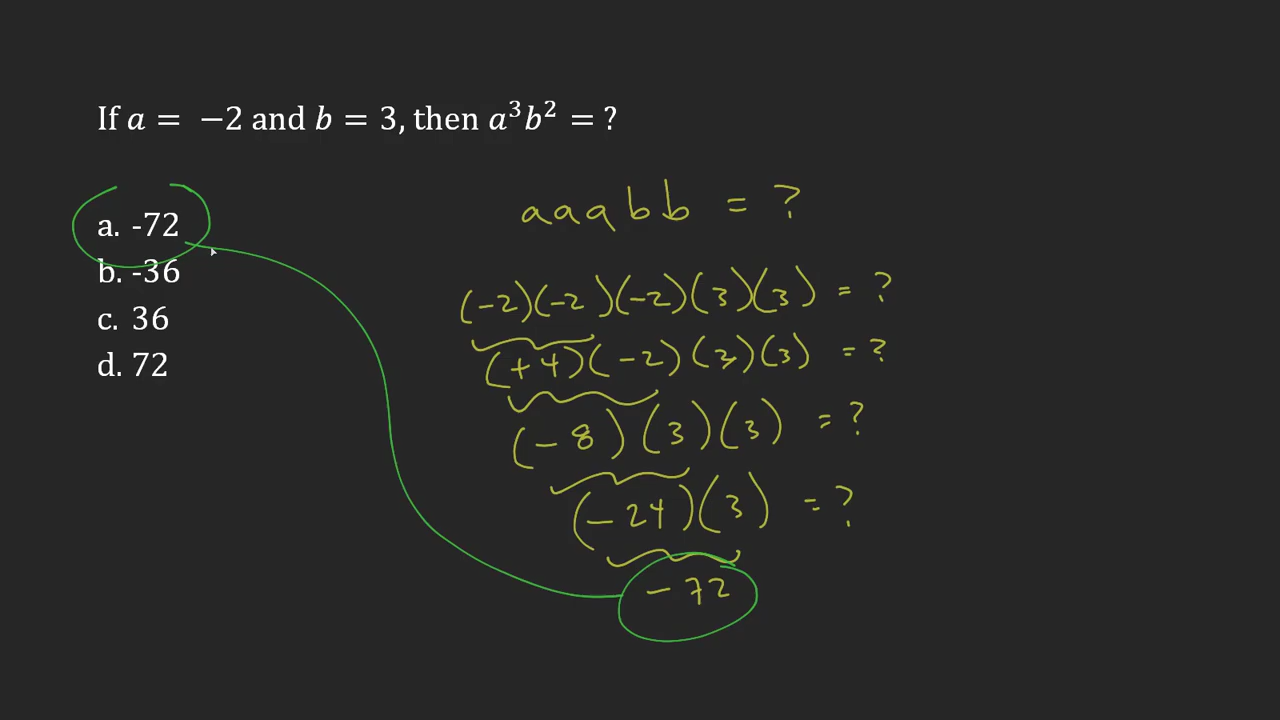 If a = −2 and b = 3, then a³b² = ?
a. -72
b. -36
c. 36
d. 72
aaabb = ?
(-2)(-2)(-2)(3)(3) = ?
(+4)(-2)(3)(3) = ?
(-8)(3)(3) = ?
(-24)(3) = ?
-72